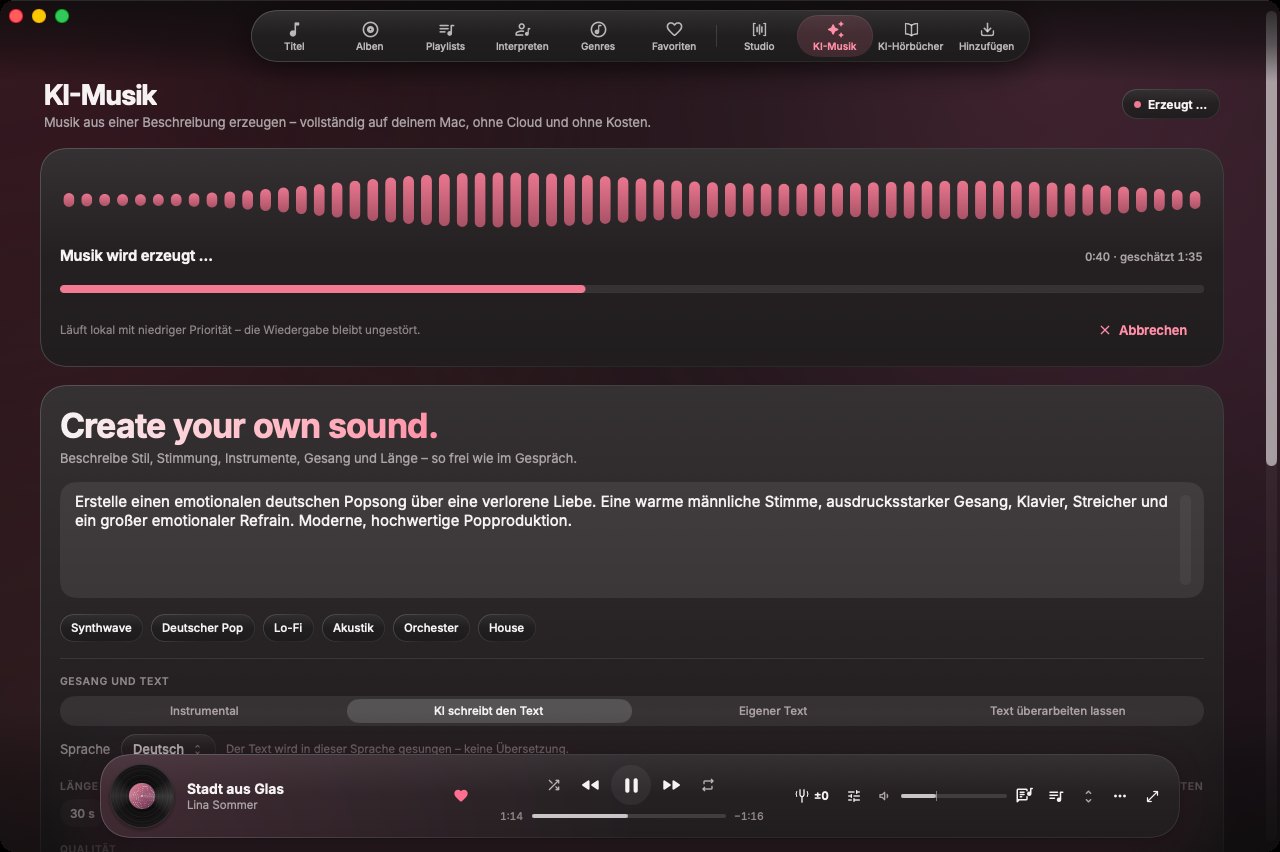 Titel
Alben
Playlists
Interpreten
Genres
Favoriten
Studio
KI-Musik
KI-Hörbücher
Hinzufügen
KI-Musik
Erzeugt ...
Musik aus einer Beschreibung erzeugen – vollständig auf deinem Mac, ohne Cloud und ohne Kosten.
Musik wird erzeugt ...
0:40 · geschätzt 1:35
Läuft lokal mit niedriger Priorität – die Wiedergabe bleibt ungestört.
Abbrechen
Create your own sound.
Beschreibe Stil, Stimmung, Instrumente, Gesang und Länge – so frei wie im Gespräch.
Erstelle einen emotionalen deutschen Popsong über eine verlorene Liebe. Eine warme männliche Stimme, ausdrucksstarker Gesang, Klavier, Streicher und
ein großer emotionaler Refrain. Moderne, hochwertige Popproduktion.
Synthwave
Deutscher Pop
Lo-Fi
Akustik
Orchester
House
GESANG UND TEXT
Instrumental
KI schreibt den Text
Eigener Text
Text überarbeiten lassen
Sprache
Deutsch
Der Text wird in dieser Sprache gesungen – keine Übersetzung.
LÄNGE
TEN
30 s
QUALITÄT
Stadt aus Glas
Lina Sommer
1:14
−1:16
±0